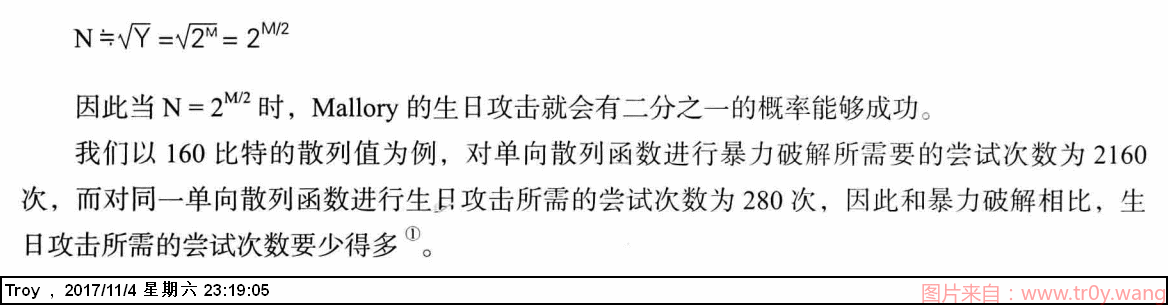 N≒√Y =√2^M = 2^M/2
因此当 N = 2^M/2 时，Mallory 的生日攻击就会有二分之一的概率能够成功。
我们以 160 比特的散列值为例，对单向散列函数进行暴力破解所需要的尝试次数为 2160
次，而对同一单向散列函数进行生日攻击所需的尝试次数为 280 次，因此和暴力破解相比，生
日攻击所需的尝试次数要少得多①。
Troy , 2017/11/4 星期六 23:19:05
图片来自：www.tr0y.wang